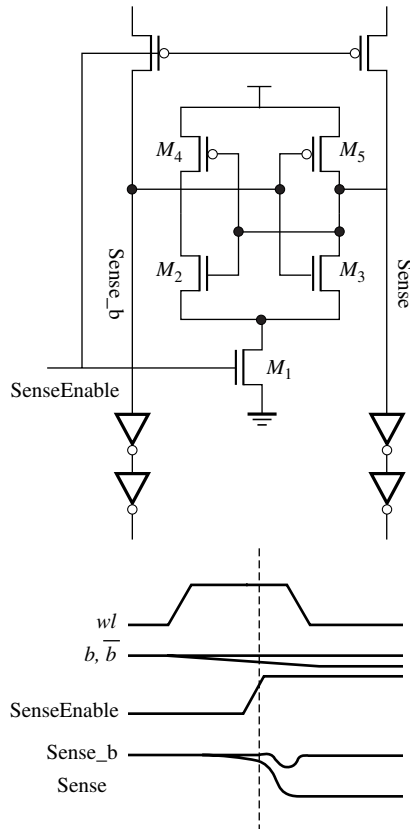 M₄
M₅
M₂
M₃
Sense_b
Sense
M₁
SenseEnable
wl
b, b̅
SenseEnable
Sense_b
Sense